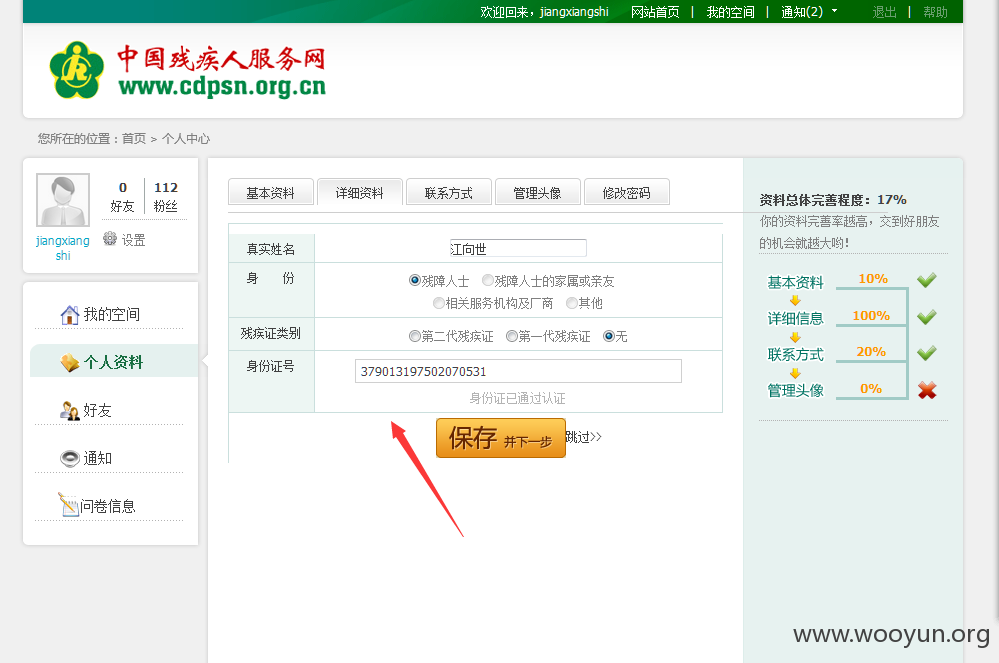 欢迎回来，jiangxiangshi 网站首页 | 我的空间 | 通知(2) 退出 | 帮助
中国残疾人服务网
www.cdpsn.org.cn
您所在的位置：首页 > 个人中心
0 112
好友 粉丝
jiangxiang
shi
设置
我的空间
个人资料
好友
通知
问卷信息
基本资料 详细资料 联系方式 管理头像 修改密码
真实姓名 江向世
身 份 残障人士 残障人士的家属或亲友
相关服务机构及厂商 其他
残疾证类别 第二代残疾证 第一代残疾证 无
身份证号 379013197502070531
身份证已通过认证
保存 并下一步 跳过>>
资料总体完善程度：17%
你的资料完善率越高，交到好朋友
的机会就越大哟!
基本资料 10%
详细信息 100%
联系方式 20%
管理头像 0%
www.wooyun.org